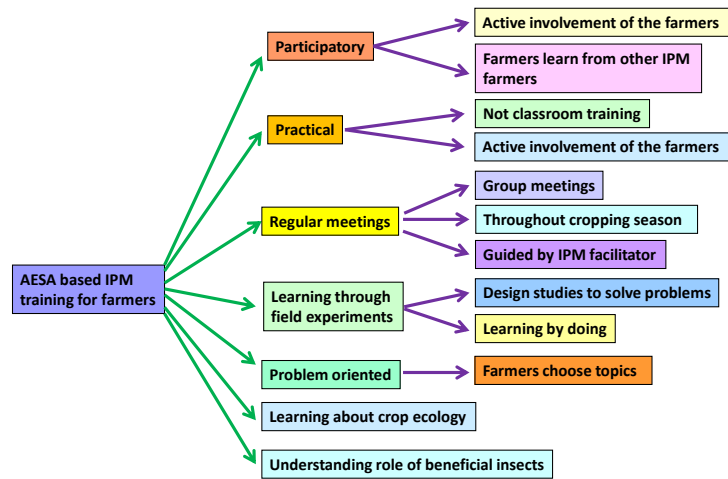 Participatory
Active involvement of the farmers
Farmers learn from other IPM
farmers
Practical
Not classroom training
Active involvement of the farmers
Regular meetings
Group meetings
Throughout cropping season
Guided by IPM facilitator
AESA based IPM
training for farmers
Learning through
field experiments
Design studies to solve problems
Learning by doing
Problem oriented
Farmers choose topics
Learning about crop ecology
Understanding role of beneficial insects